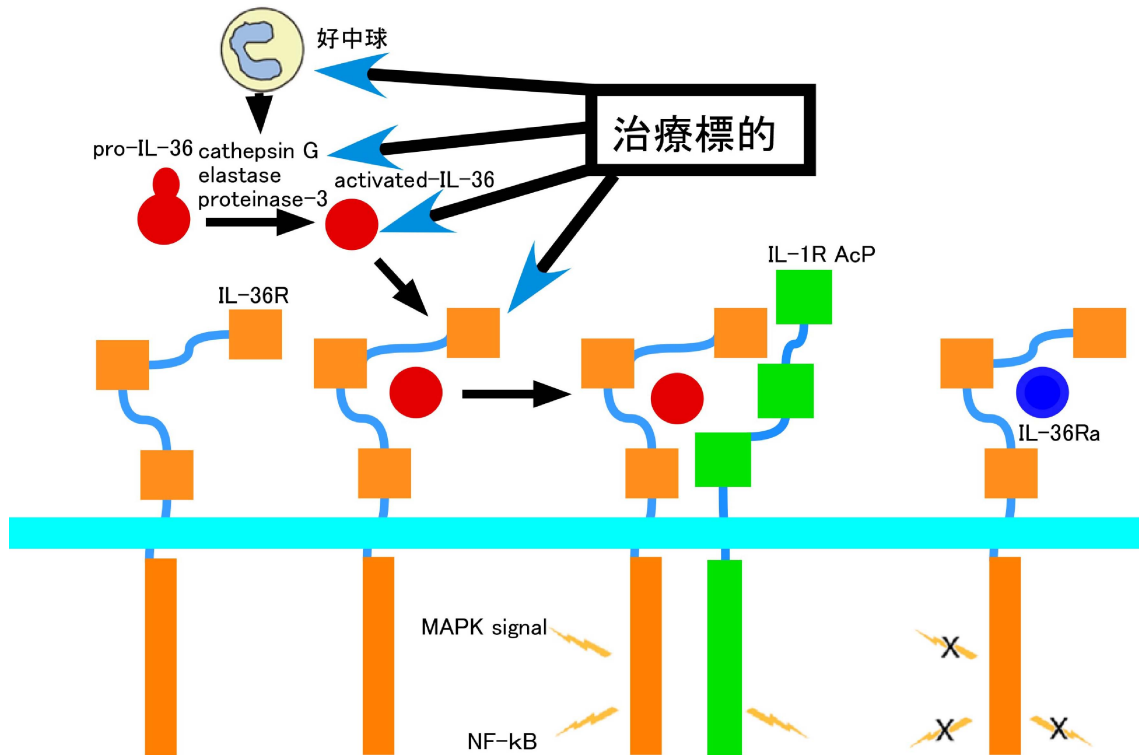 好中球
治療標的
pro-IL-36
cathepsin G
elastase
proteinase-3
activated-IL-36
IL-1R AcP
IL-36R
IL-36Ra
MAPK signal
NF-kB
X
X
X